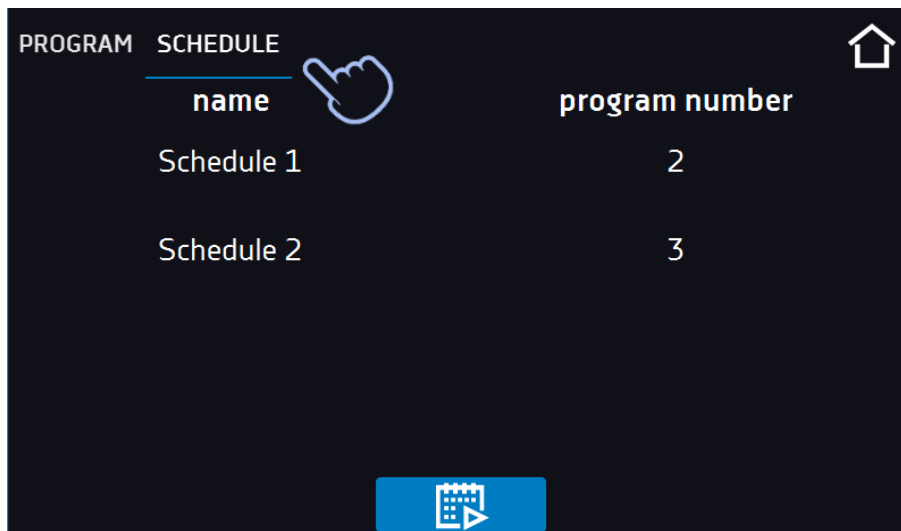 PROGRAM SCHEDULE
name program number
Schedule 1 2
Schedule 2 3